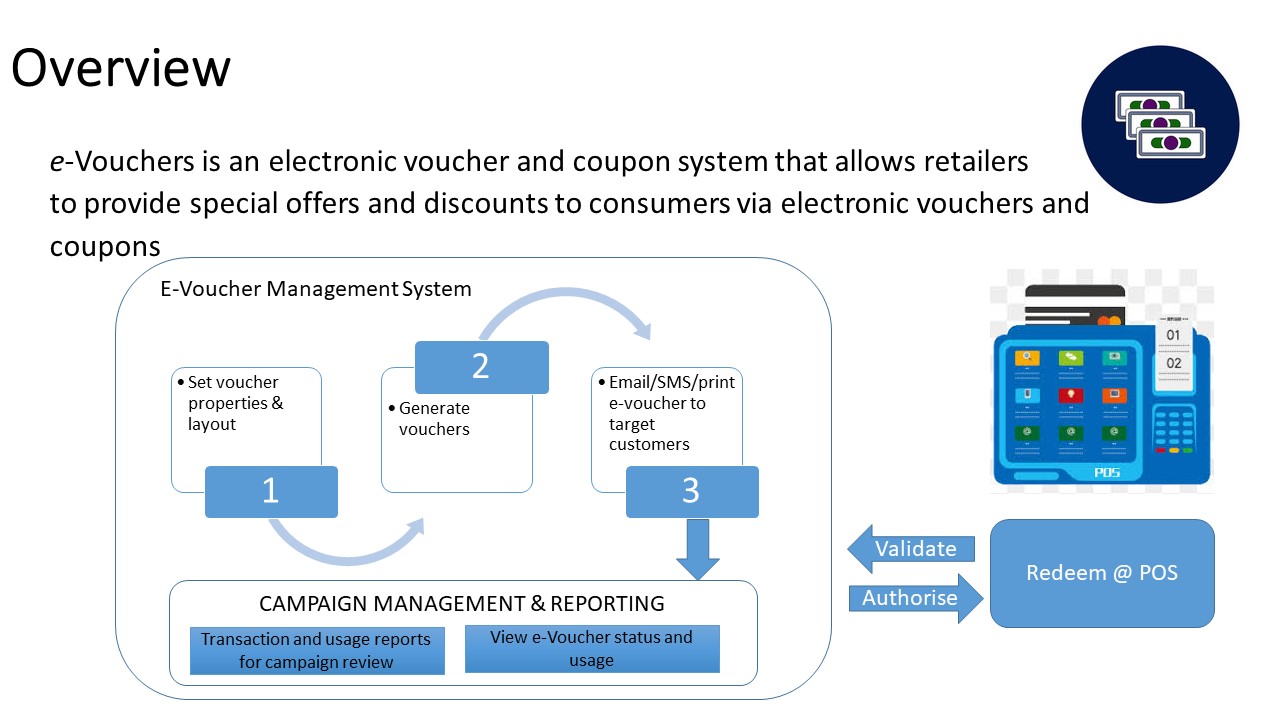 Overview
e-Vouchers is an electronic voucher and coupon system that allows retailers
to provide special offers and discounts to consumers via electronic vouchers and
coupons
E-Voucher Management System
• Set voucher
properties &
layout
1
2
• Generate
vouchers
• Email/SMS/print
e-voucher to
target
customers
3
CAMPAIGN MANAGEMENT & REPORTING
Transaction and usage reports
for campaign review
View e-Voucher status and
usage
01
02
POS
Validate
Authorise
Redeem @ POS